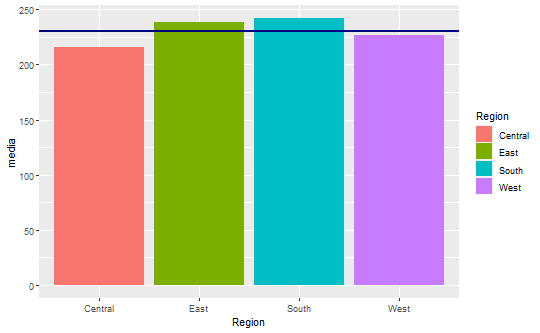 250
200
150
100
50
0
media
Central
East
South
West
Region
Region
Central
East
South
West